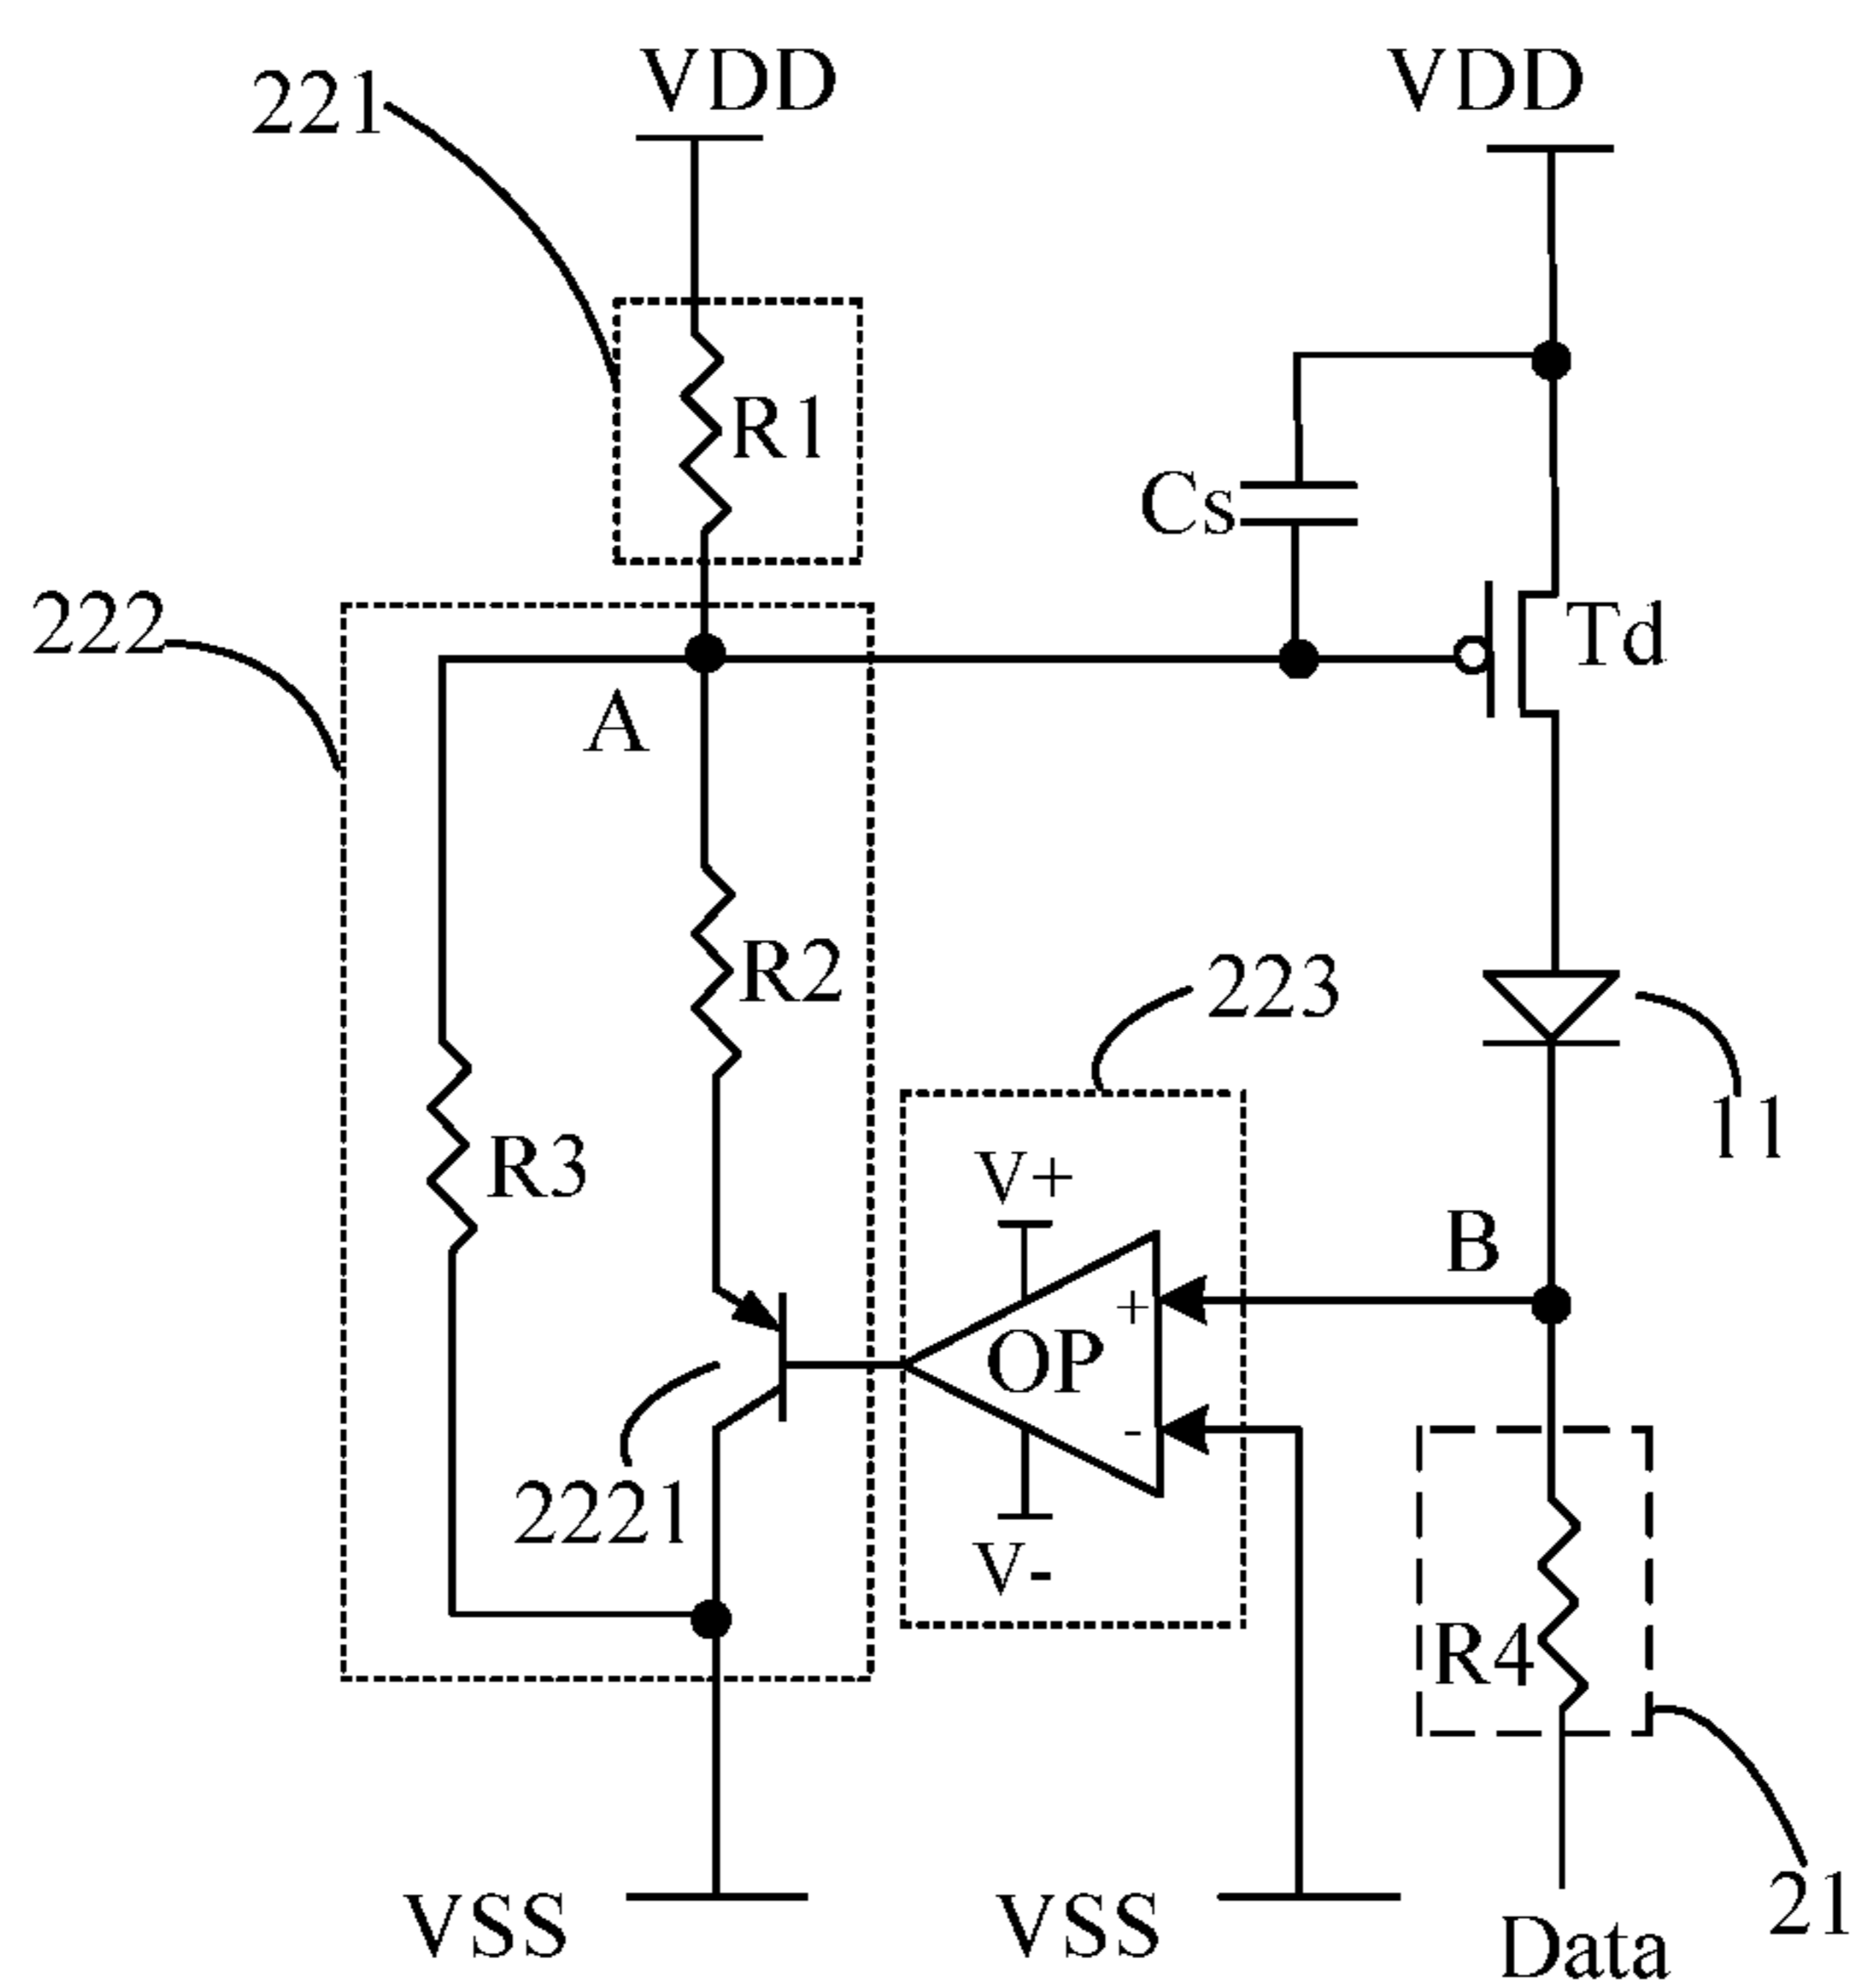 VDD
VDD
221
R1
Cs
222
Td
A
R2
223
11
R3
V+
B
+
OP
-
2221
V-
R4
21
VSS
VSS
Data